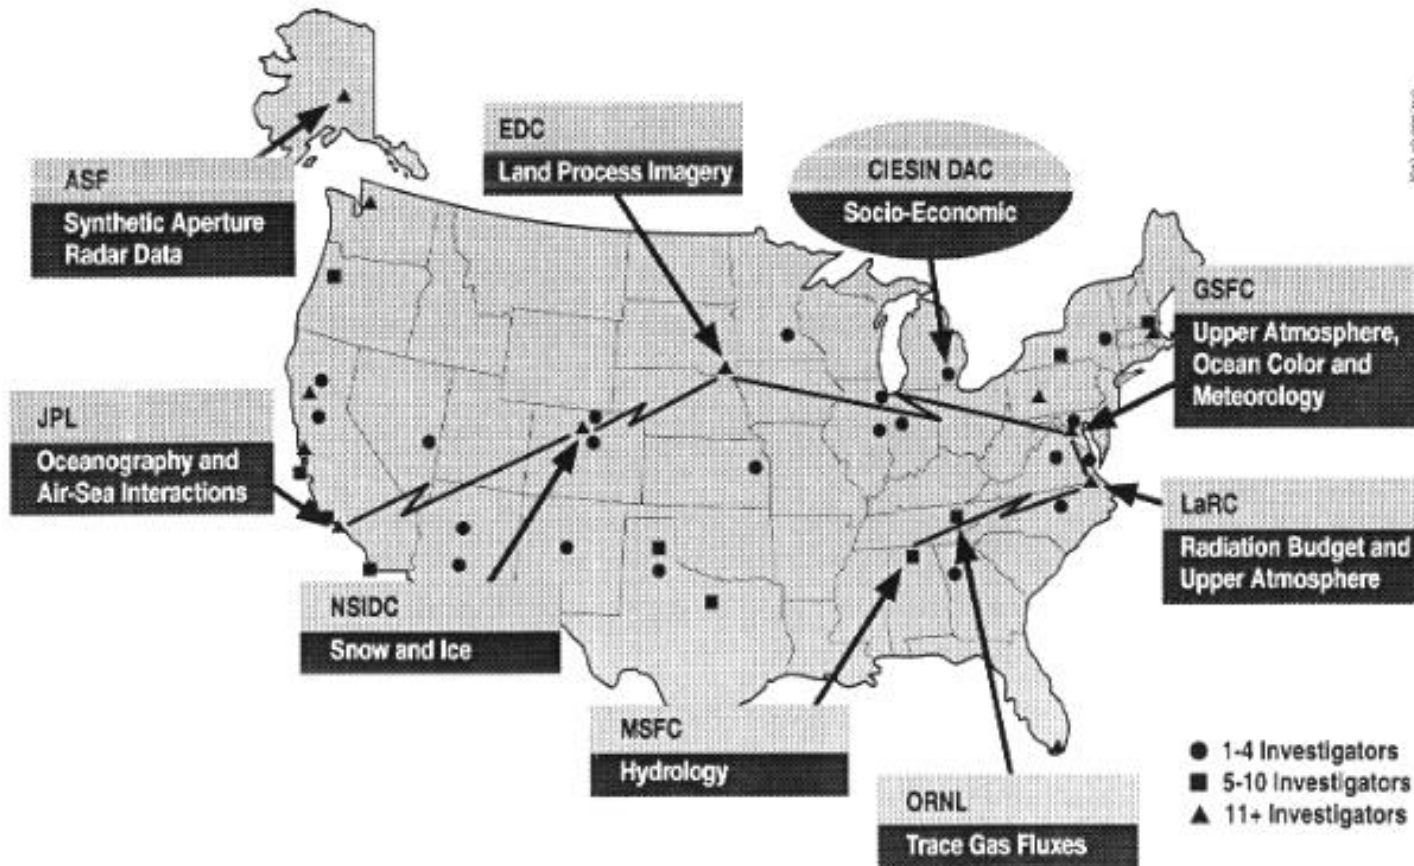 EDC
Land Process Imagery
CIESIN DAC
Socio-Economic
ASF
Synthetic Aperture
Radar Data
GSFC
Upper Atmosphere,
Ocean Color and
Meteorology
JPL
Oceanography and
Air-Sea Interactions
LaRC
Radiation Budget and
Upper Atmosphere
NSIDC
Snow and Ice
MSFC
Hydrology
ORNL
Trace Gas Fluxes
1-4 Investigators
5-10 Investigators
11+ Investigators